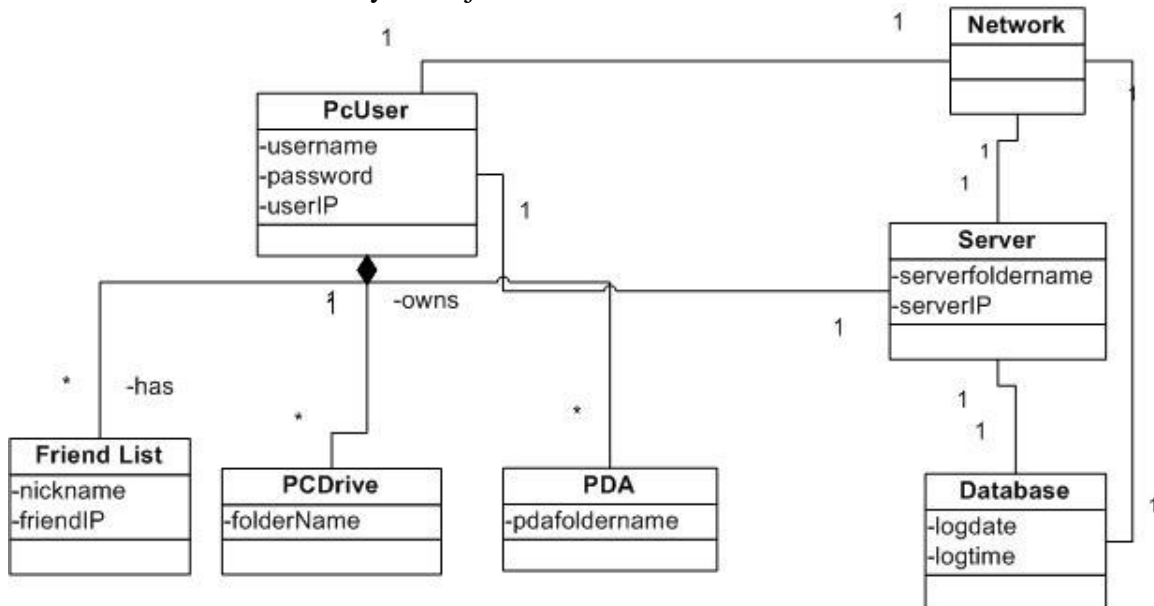 1
1
Network
1
PcUser
-username
-password
-userIP
1
1
1
Server
-serverfoldername
-serverIP
1
1
-owns
1
*
-has
*
*
1
1
Friend List
-nickname
-friendIP
PCDrive
-folderName
PDA
-pdafoldername
Database
-logdate
-logtime
1